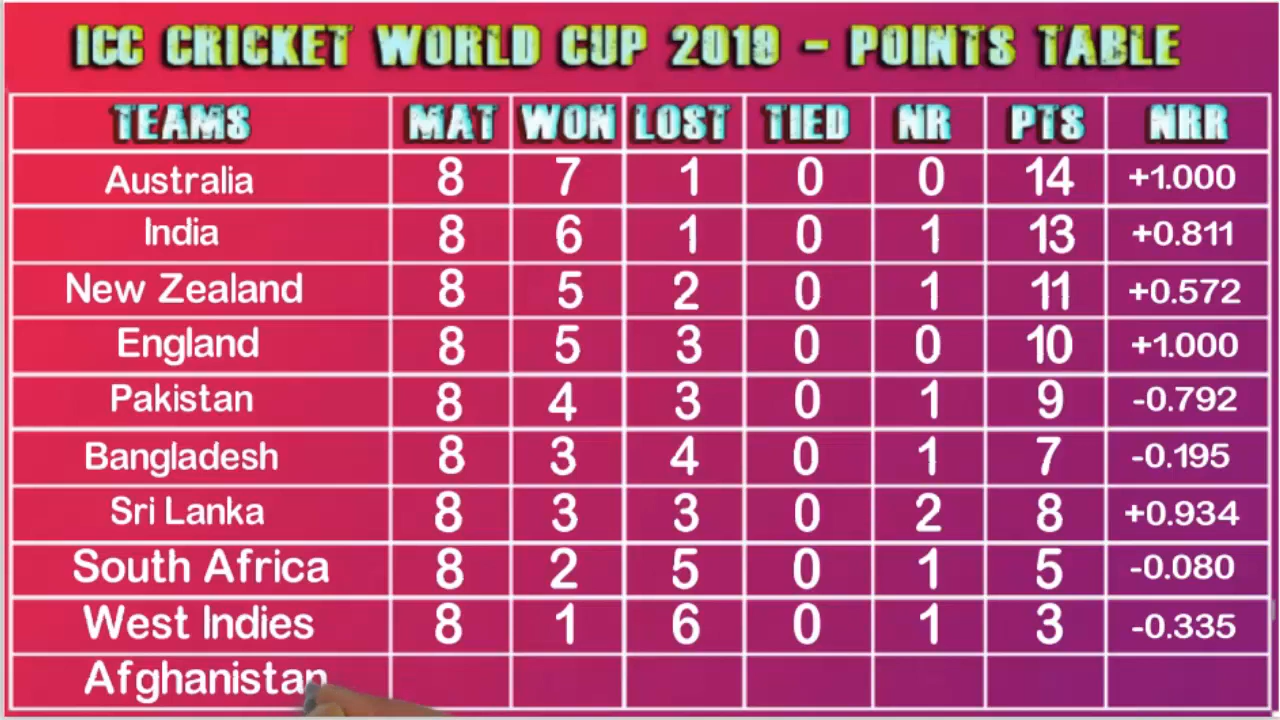 ICC CRICKET WORLD CUP 2019 - POINTS TABLE
TEAMS MAT WON LOST TIED NR PTS NRR
Australia 8 7 1 0 0 14 +1.000
India 8 6 1 0 1 13 +0.811
New Zealand 8 5 2 0 1 11 +0.572
England 8 5 3 0 0 10 +1.000
Pakistan 8 4 3 0 1 9 -0.792
Bangladesh 8 3 4 0 1 7 -0.195
Sri Lanka 8 3 3 0 2 8 +0.934
South Africa 8 2 5 0 1 5 -0.080
West Indies 8 1 6 0 1 3 -0.335
Afghanistan